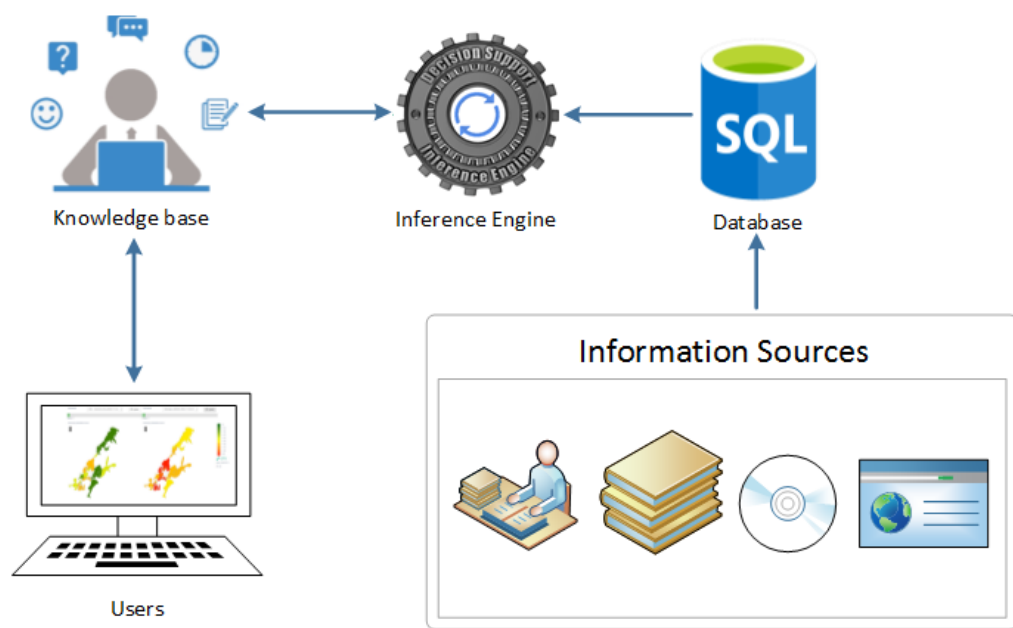 ?
Decision Support
Inference Engine
SQL
Knowledge base
Inference Engine
Database
Information Sources
Users